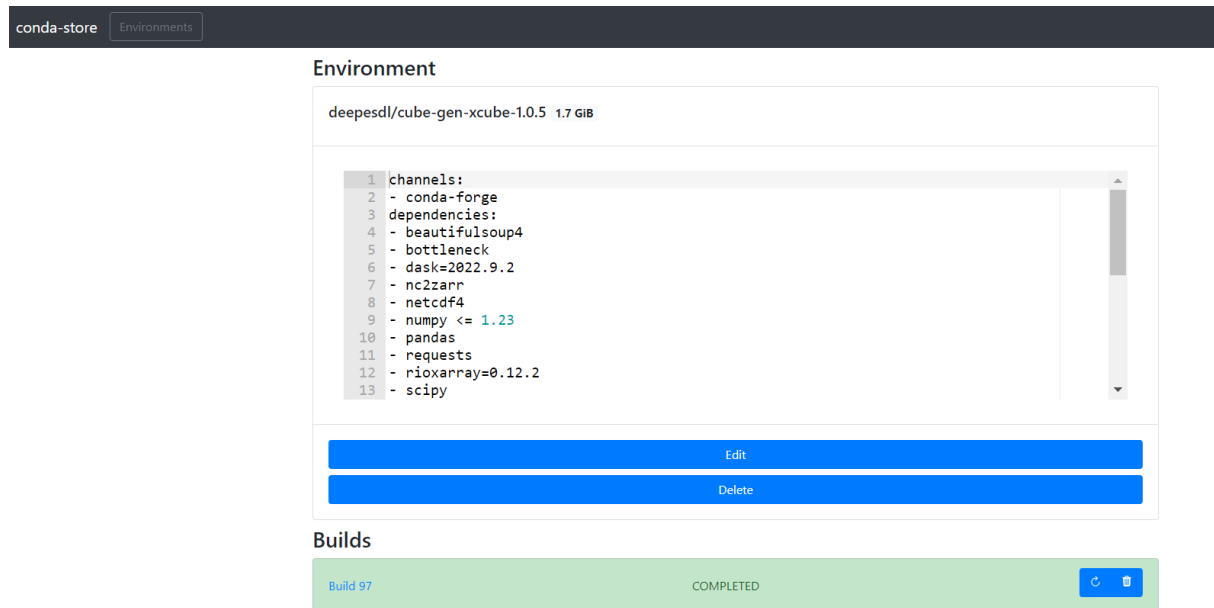 conda-store Environments
Environment
deepesdl/cube-gen-xcube-1.0.5 1.7 GiB
1 channels:
2 - conda-forge
3 dependencies:
4 - beautifulsoup4
5 - bottleneck
6 - dask=2022.9.2
7 - nc2zarr
8 - netcdf4
9 - numpy <= 1.23
10 - pandas
11 - requests
12 - rioxarray=0.12.2
13 - scipy
Edit
Delete
Builds
Build 97 COMPLETED